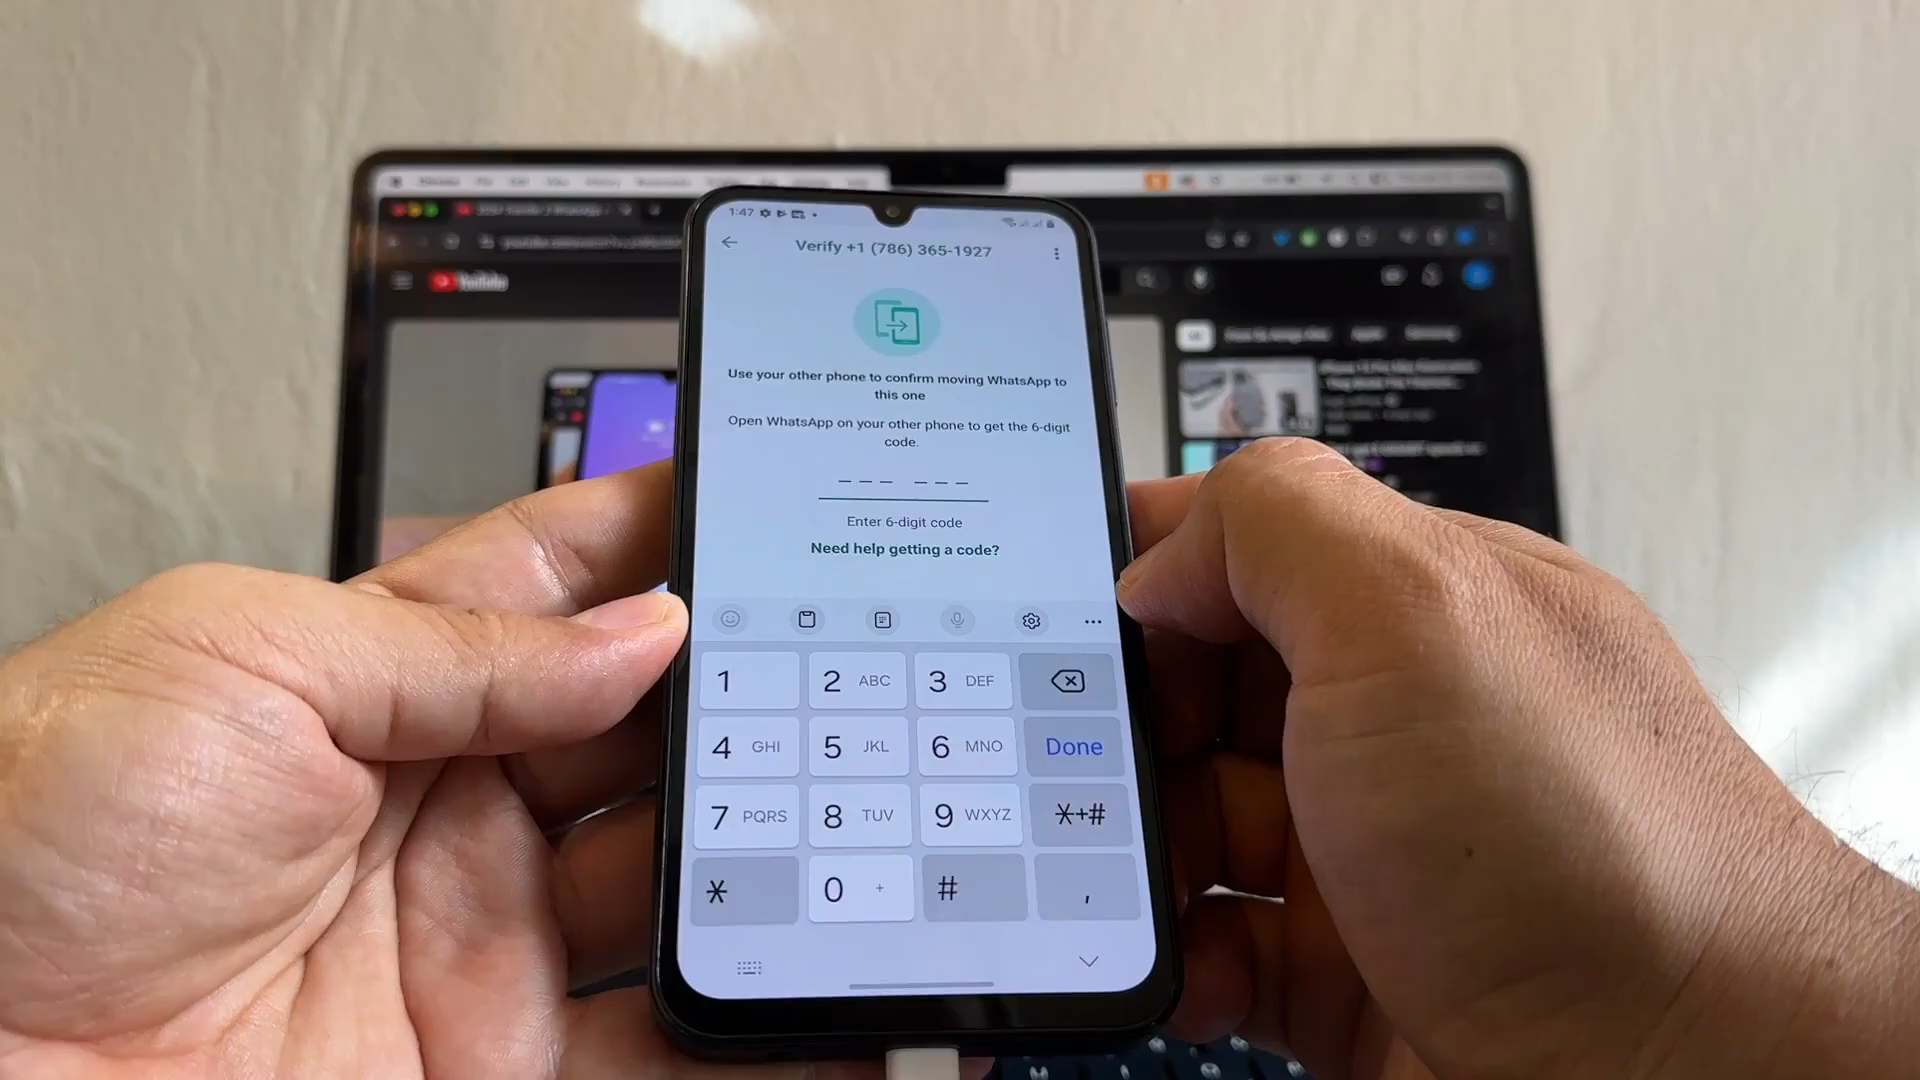 1:47
Verify +1 (786) 365-1927
Use your other phone to confirm moving WhatsApp to
this one
Open WhatsApp on your other phone to get the 6-digit
code.
Enter 6-digit code
Need help getting a code?
1
2 ABC
3 DEF
4 GHI
5 JKL
6 MNO
Done
7 PQRS
8 TUV
9 WXYZ
*+#
*
0 +
#
,
YouTube